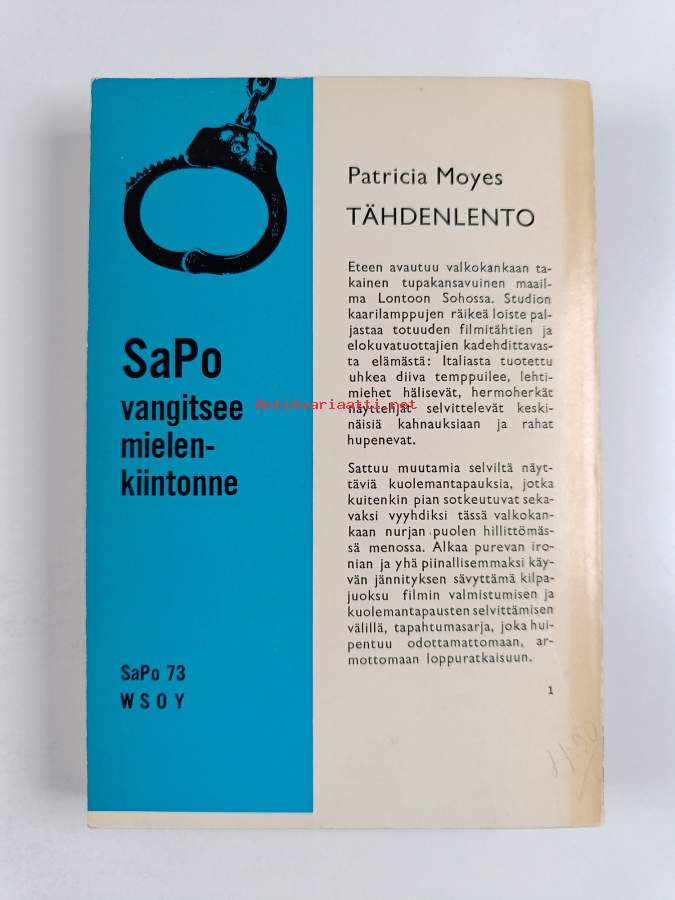 SaPo
vangitsee
mielen-
kiintonne
SaPo 73
WSOY
Patricia Moyes
TÄHDENLENTO
Eteen avautuu valkokankaan ta-
kainen tupakansavuinen maail-
ma Lontoon Sohossa. Studion
kaarilamppujen räikeä loiste pal-
jastaa totuuden filmitähtien ja
elokuvatuottajien kadehdittavas-
ta elämästä: Italiasta tuotettu
uhkea diiva temppuilee, lehti-
miehet hälisevät, hermoherkät
näyttelijät selvittelevät keski-
näisiä kahnauksiaan ja rahat
hupenevat.
Sattuu muutamia selviltä näyt-
täviä kuolemantapauksia, jotka
kuitenkin pian sotkeutuvat seka-
vaksi vyyhdiksi tässä valkokan-
kaan nurjan puolen hillittömäs-
sä menossa. Alkaa purevan iro-
nian ja yhä piinallisemmaksi käy-
vän jännityksen sävyttämä kilpa-
juoksu filmin valmistumisen ja
kuolemantapausten selvittämisen
välillä, tapahtumasarja, joka hui-
pentuu odottamattomaan, ar-
mottomaan loppuratkaisuun.
1
Antikvariaatti.net